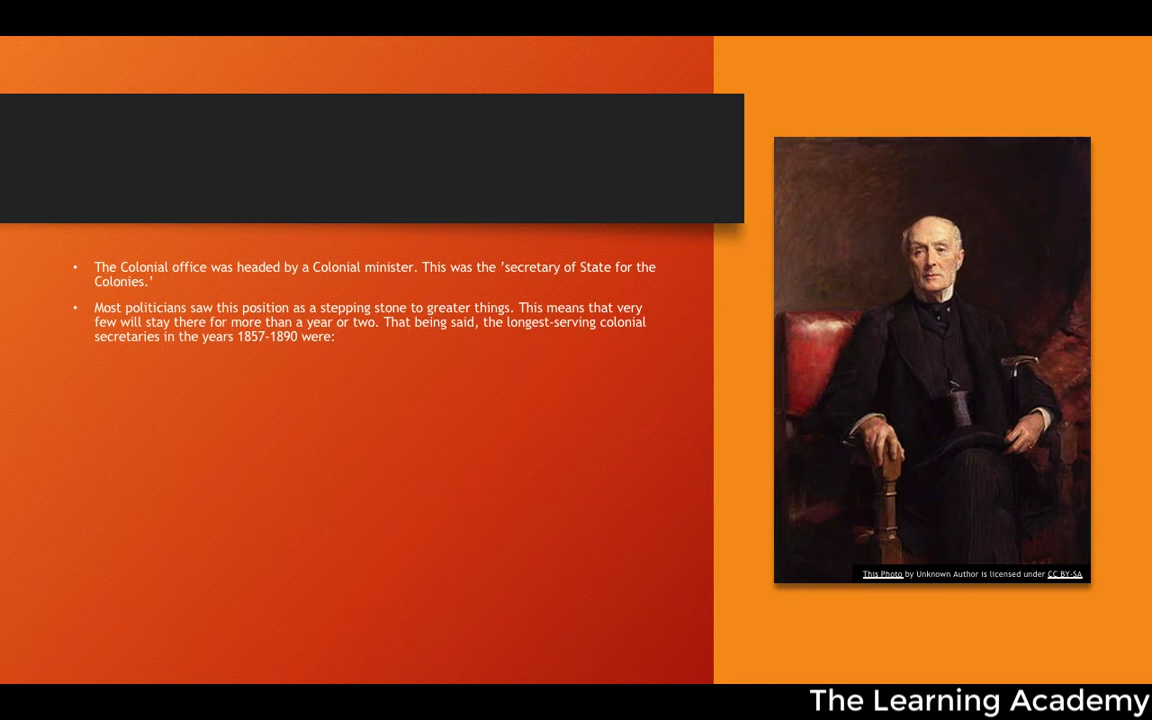 • The Colonial office was headed by a Colonial minister. This was the 'secretary of State for the
Colonies.'
• Most politicians saw this position as a stepping stone to greater things. This means that very
few will stay there for more than a year or two. That being said, the longest-serving colonial
secretaries in the years 1857-1890 were:
This Photo by Unknown Author is licensed under CC BY-SA
The Learning Academy